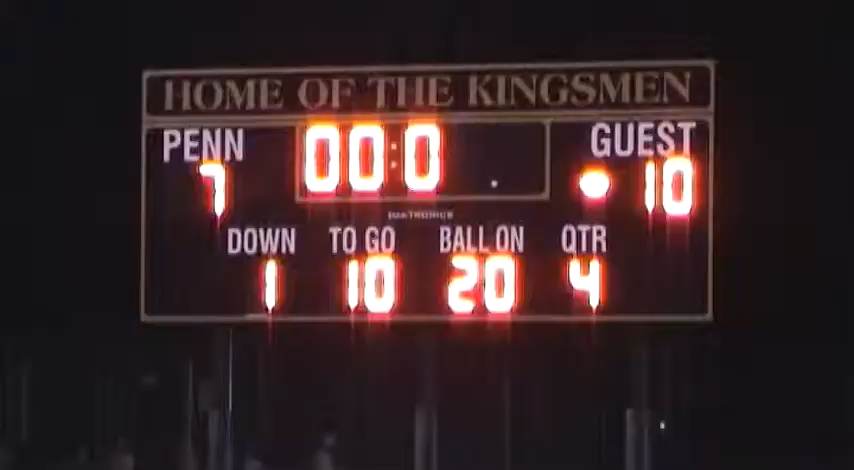 HOME OF THE KINGSMEN
PENN 00:0 GUEST
7 10
DAKTRONICS
DOWN TO GO BALL ON QTR
1 10 20 4